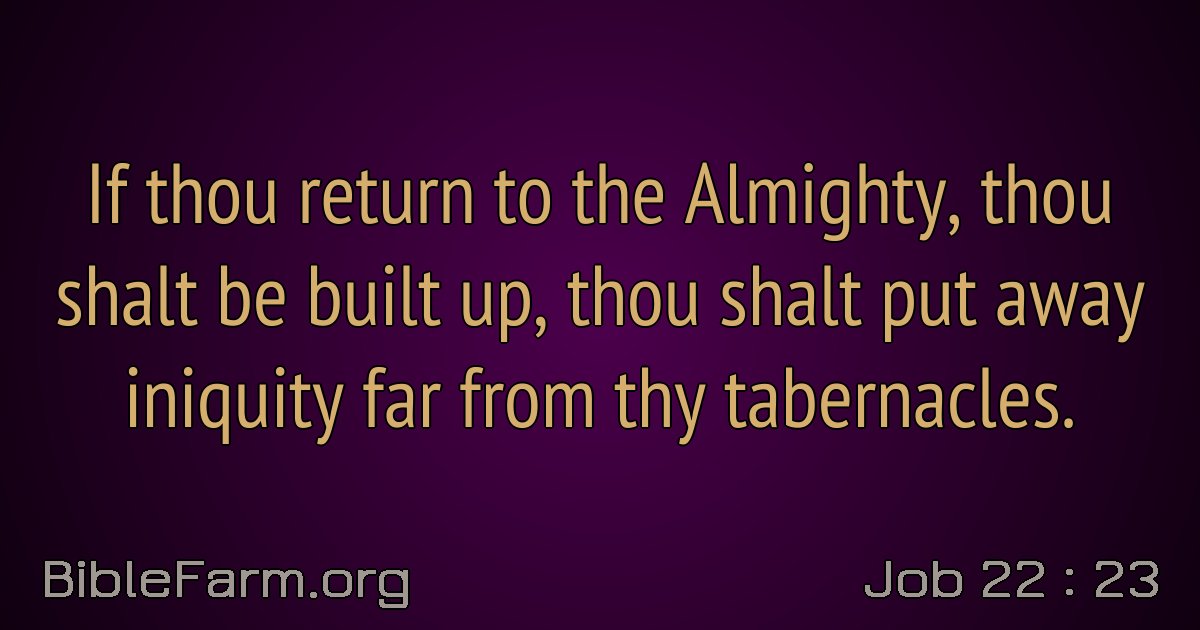 If thou return to the Almighty, thou
shalt be built up, thou shalt put away
iniquity far from thy tabernacles.
BibleFarm.org
Job 22 : 23